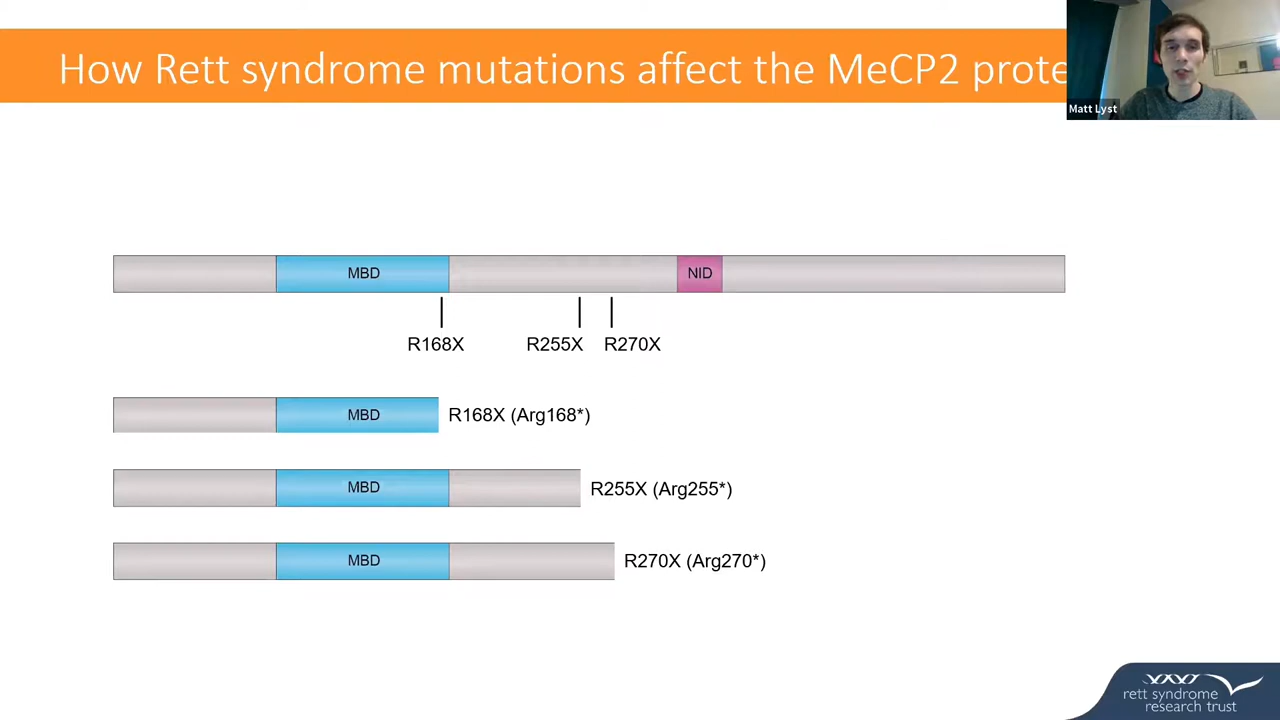 How Rett syndrome mutations affect the MeCP2 prote
Matt Lyst
MBD
NID
R168X
R255X
R270X
MBD
R168X (Arg168*)
MBD
R255X (Arg255*)
MBD
R270X (Arg270*)
rett syndrome
research trust